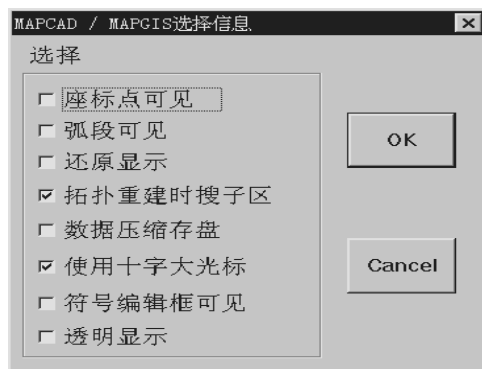 MAPCAD / MAPGIS选择信息
选择
座标点可见
弧段可见
还原显示
拓扑重建时搜子区
数据压缩存盘
使用十字大光标
符号编辑框可见
透明显示
OK
Cancel